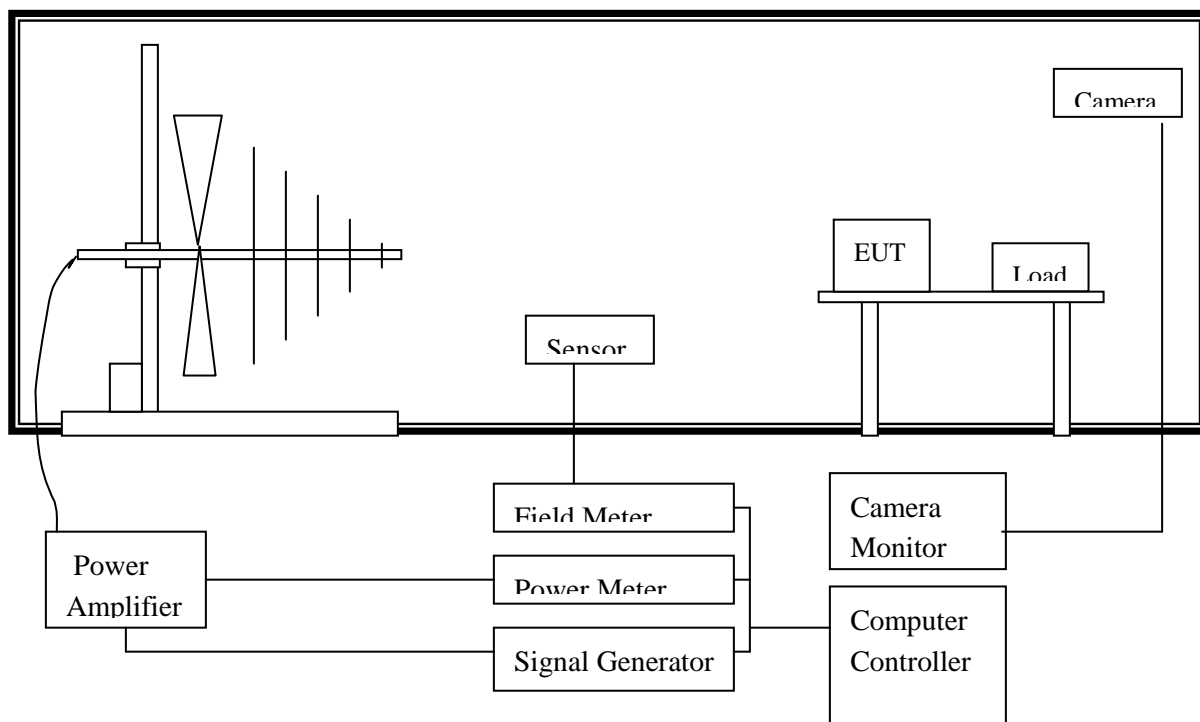 Camera
EUT
Load
Sensor
Field Meter
Camera
Monitor
Power
Amplifier
Power Meter
Computer
Controller
Signal Generator